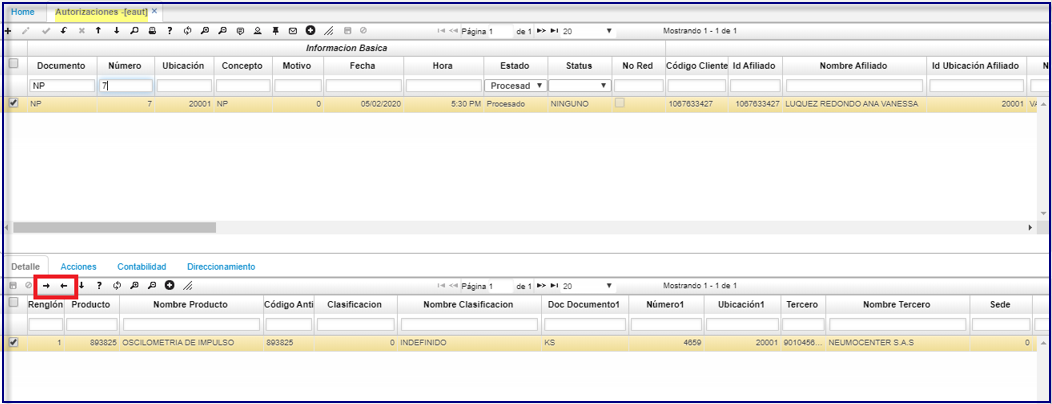 Home Autorizaciones -[eaut] ×
Página 1 de 1 20 Mostrando 1 - 1 de 1
Informacion Basica
Documento Número Ubicación Concepto Motivo Fecha Hora Estado Status No Red Código Cliente Id Afiliado Nombre Afiliado Id Ubicación Afiliado N
NP 7 Procesad
NP 7 20001 NP 0 05/02/2020 5:30 PM Procesado NINGUNO 1067633427 1067633427 LUQUEZ REDONDO ANA VANESSA 20001 VA
Detalle Acciones Contabilidad Direccionamiento
Página 1 de 1 20 Mostrando 1 - 1 de 1
Renglón Producto Nombre Producto Código Anti Clasificacion Nombre Clasificacion Doc Documento1 Número1 Ubicación1 Tercero Nombre Tercero Sede
1 893825 OSCILOMETRIA DE IMPULSO 893825 0 INDEFINIDO KS 4659 20001 9010456... NEUMOCENTER S.A.S 0